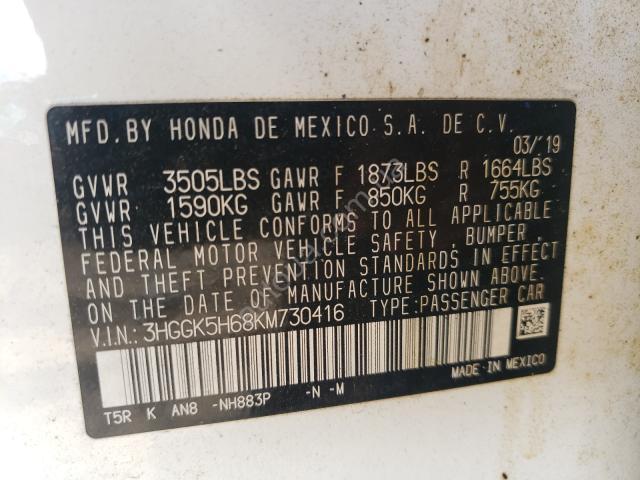 MFD. BY HONDA DE MEXICO S.A. DE C.V.
03/'19
GVWR 3505LBS GAWR F 1873LBS R 1664LBS
GVWR 1590KG GAWR F 850KG R 755KG
THIS VEHICLE CONFORMS TO ALL APPLICABLE
FEDERAL MOTOR VEHICLE SAFETY, BUMPER,
AND THEFT PREVENTION STANDARDS IN EFFECT
ON THE DATE OF MANUFACTURE SHOWN ABOVE.
V.I.N.: 3HGGK5H68KM730416 TYPE:PASSENGER CAR
T5R K AN8 -NH883P -N -M
MADE IN MEXICO